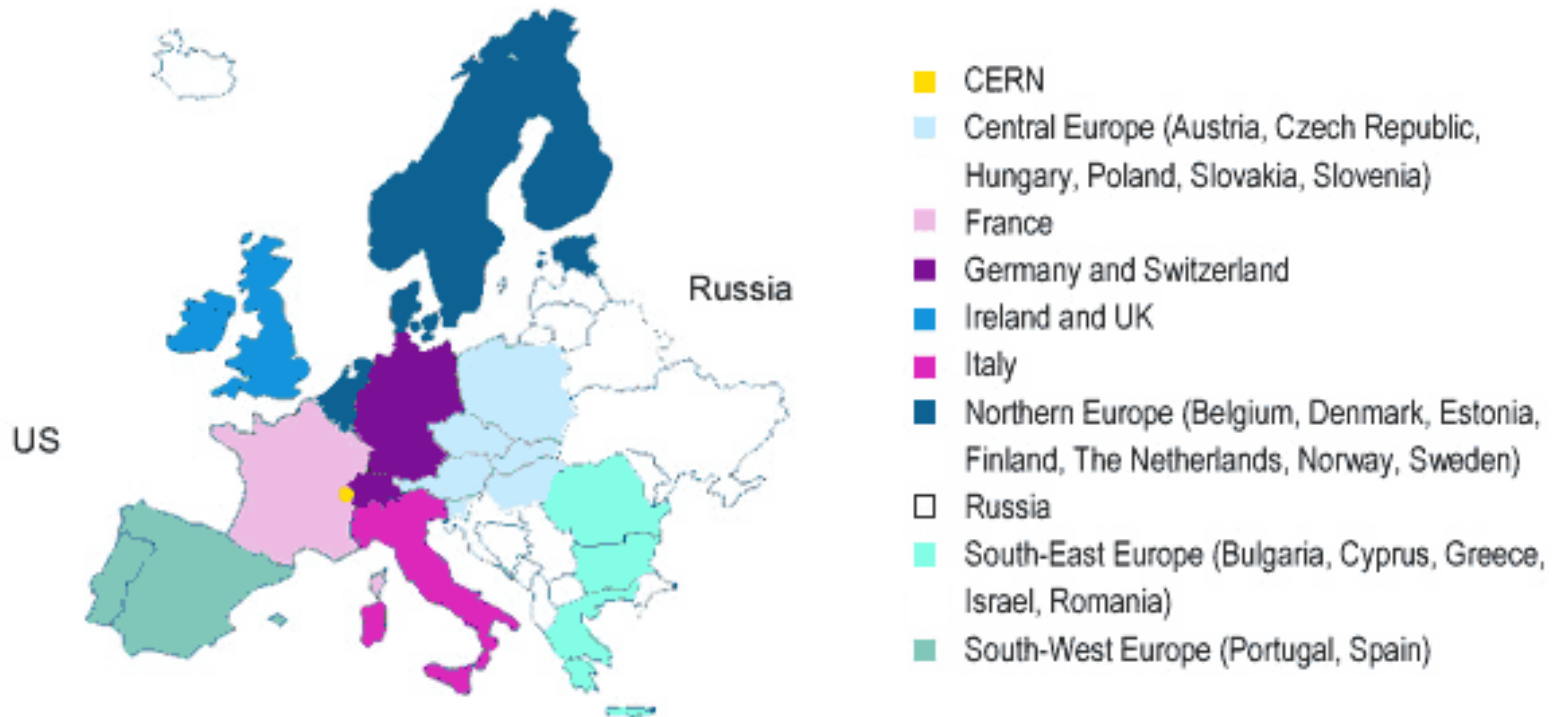 Russia
US
CERN
Central Europe (Austria, Czech Republic,
Hungary, Poland, Slovakia, Slovenia)
France
Germany and Switzerland
Ireland and UK
Italy
Northern Europe (Belgium, Denmark, Estonia,
Finland, The Netherlands, Norway, Sweden)
Russia
South-East Europe (Bulgaria, Cyprus, Greece,
Israel, Romania)
South-West Europe (Portugal, Spain)